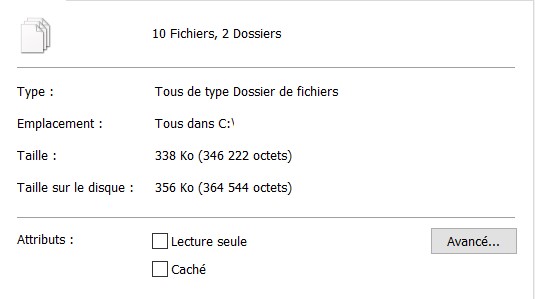 10 Fichiers, 2 Dossiers
Type : Tous de type Dossier de fichiers
Emplacement : Tous dans C:\
Taille : 338 Ko (346 222 octets)
Taille sur le disque : 356 Ko (364 544 octets)
Attributs : Lecture seule Avancé...
Caché